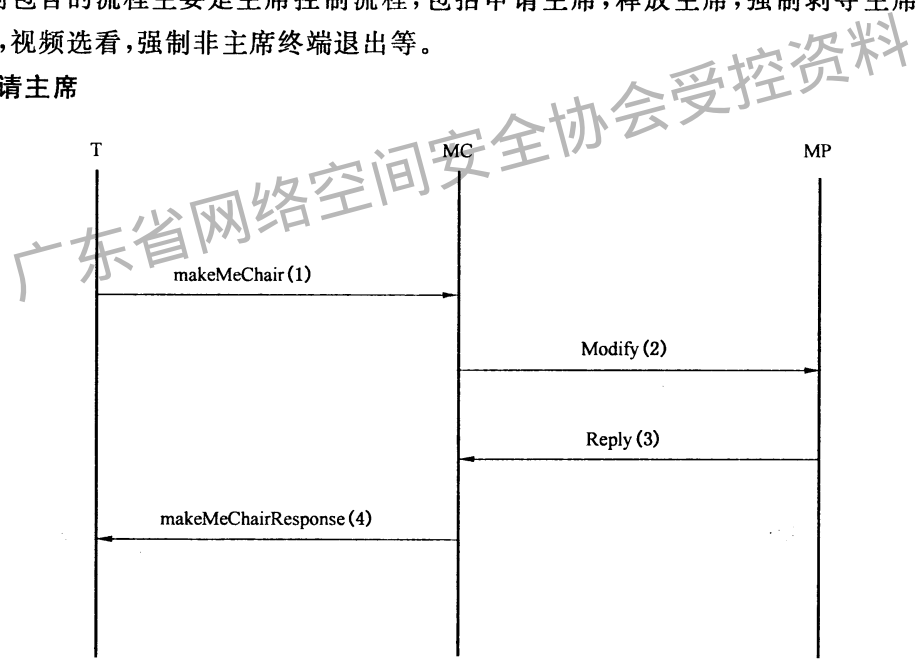 包含的流程主要是主席控制流程,包括申请主席,释放主席,强制剥夺主席
,视频选看,强制非主席终端退出等。
请主席
T MC MP
广东省网络空间安全协会受控资料
makeMeChair(1)
Modify(2)
Reply(3)
makeMeChairResponse(4)